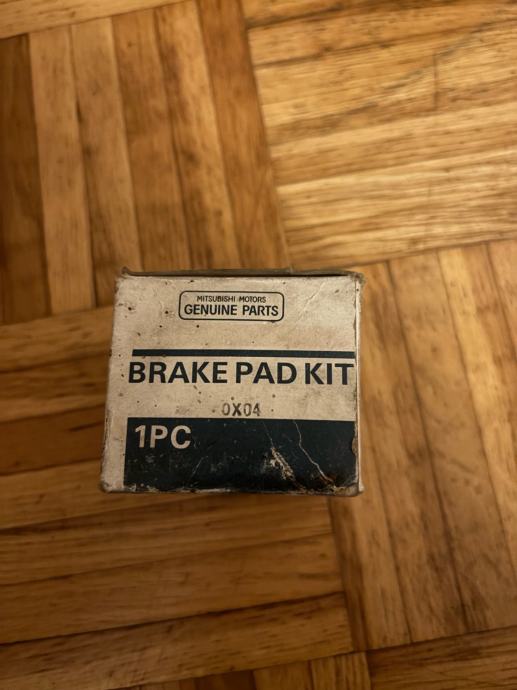 MITSUBISHI MOTORS
GENUINE PARTS
BRAKE PAD KIT
0X04
1PC